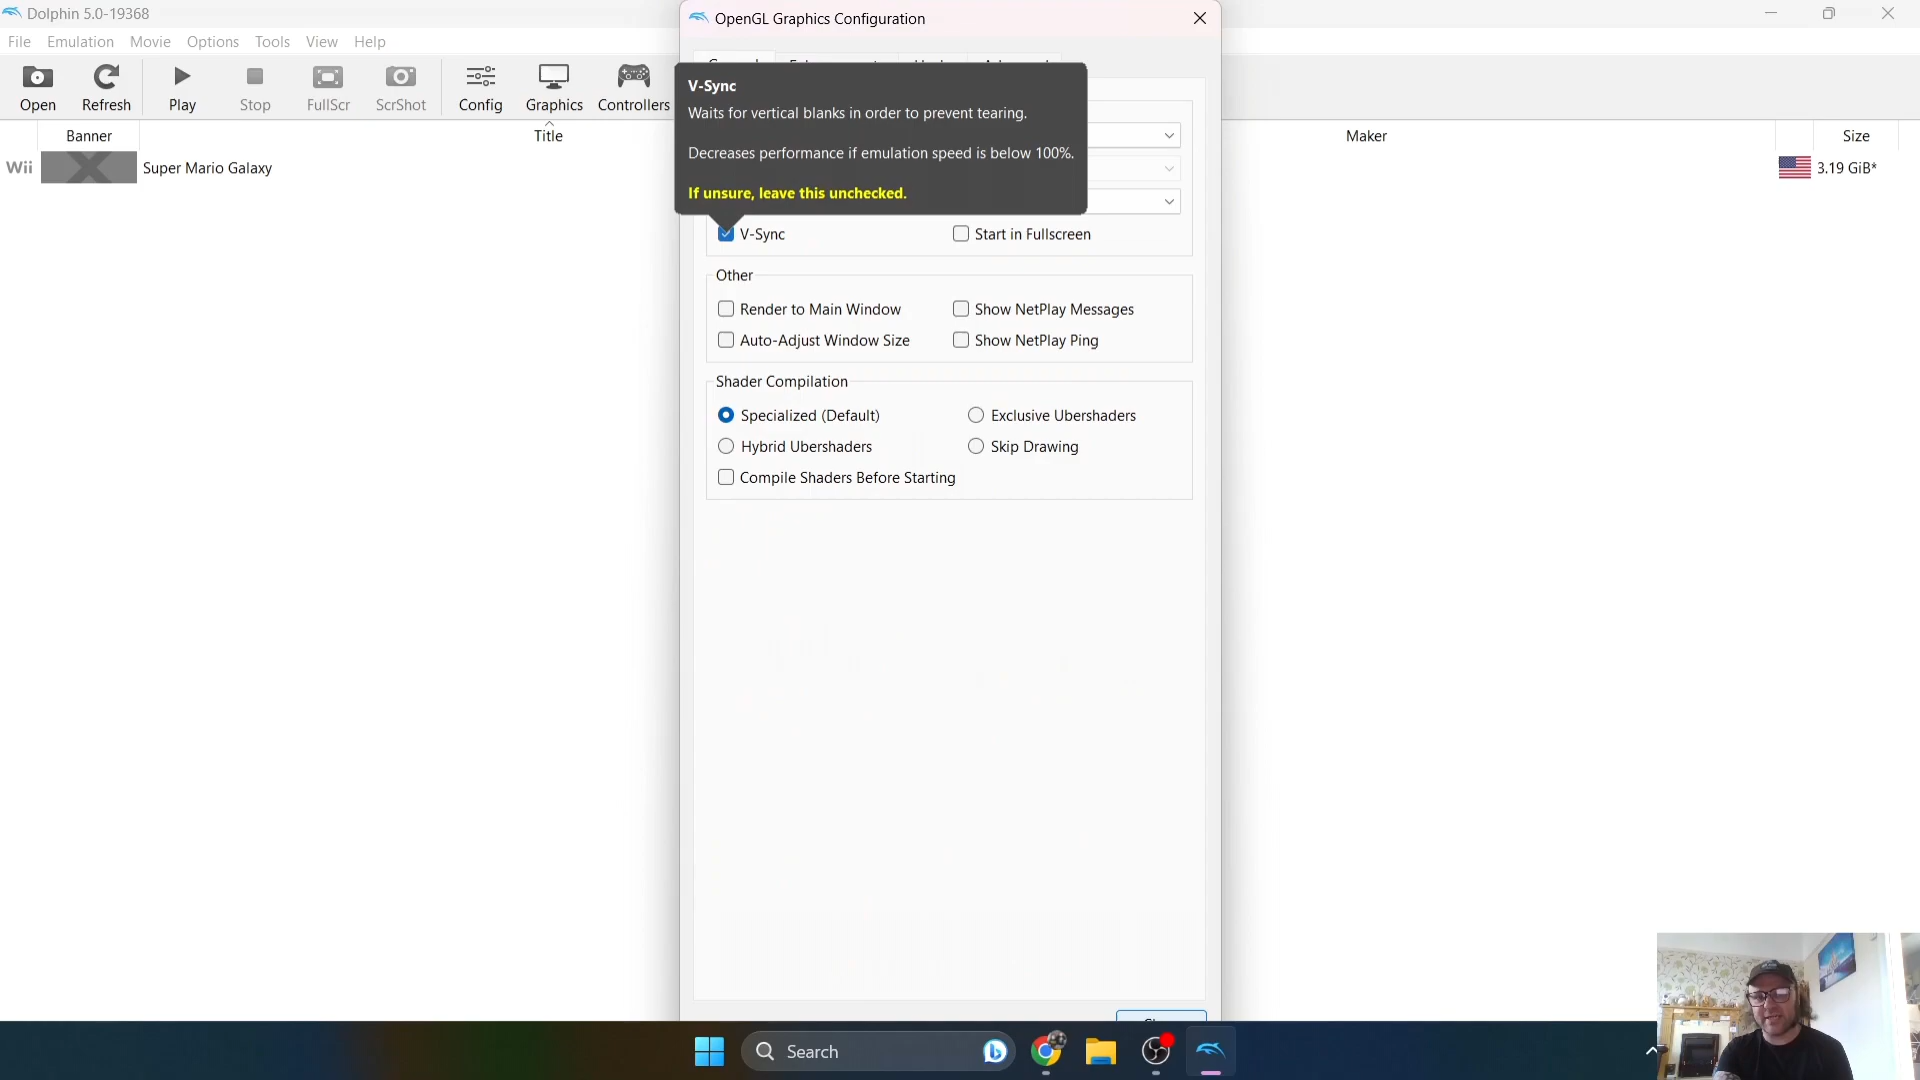 Dolphin 5.0-19368
OpenGL Graphics Configuration
File Emulation Movie Options Tools View Help
Open Refresh Play Stop FullScr ScrShot Config Graphics Controllers
V-Sync
Waits for vertical blanks in order to prevent tearing.
Decreases performance if emulation speed is below 100%.
If unsure, leave this unchecked.
Banner Title Maker Size
Wii Super Mario Galaxy 3.19 GiB*
V-Sync Start in Fullscreen
Other
Render to Main Window Show NetPlay Messages
Auto-Adjust Window Size Show NetPlay Ping
Shader Compilation
Specialized (Default) Exclusive Ubershaders
Hybrid Ubershaders Skip Drawing
Compile Shaders Before Starting
Search